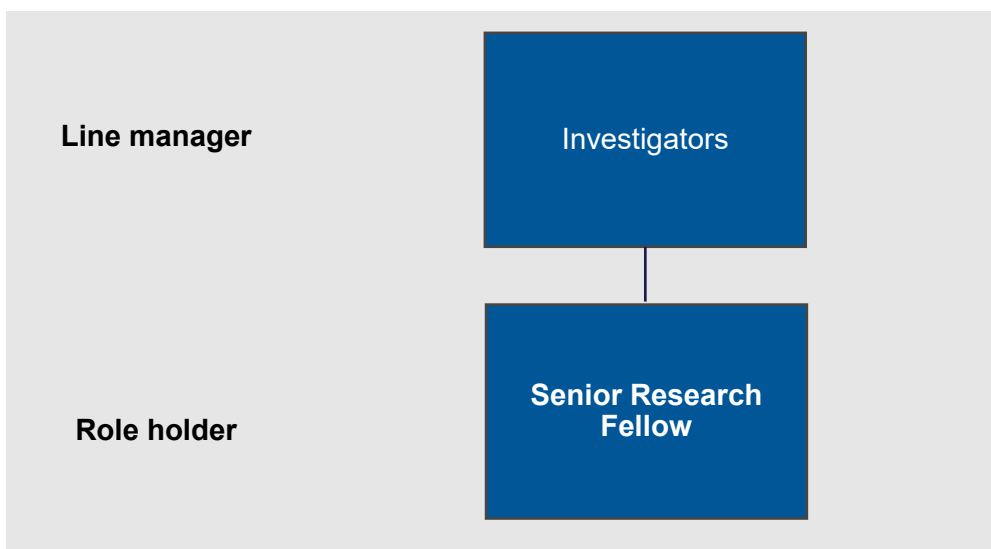 Line manager
Investigators
Senior Research
Fellow
Role holder